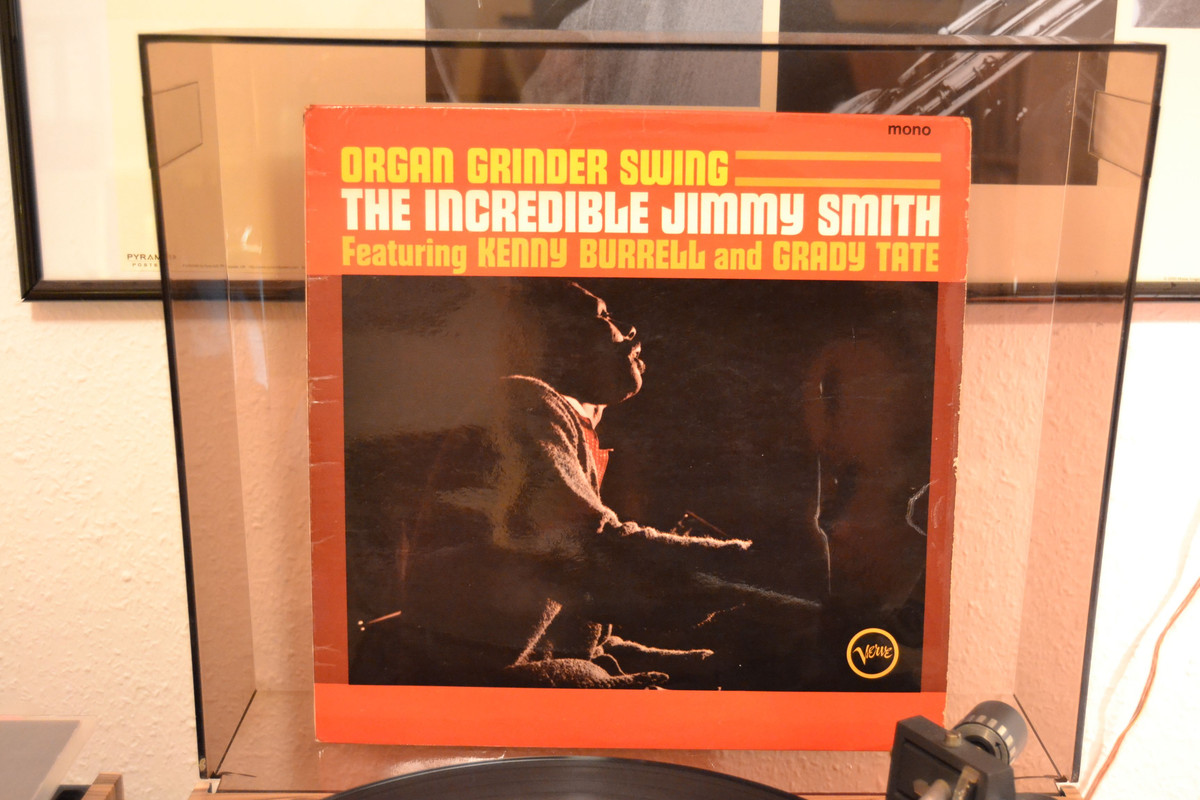 mono
ORGAN GRINDER SWING
THE INCREDIBLE JIMMY SMITH
Featuring KENNY BURRELL and GRADY TATE
Verve